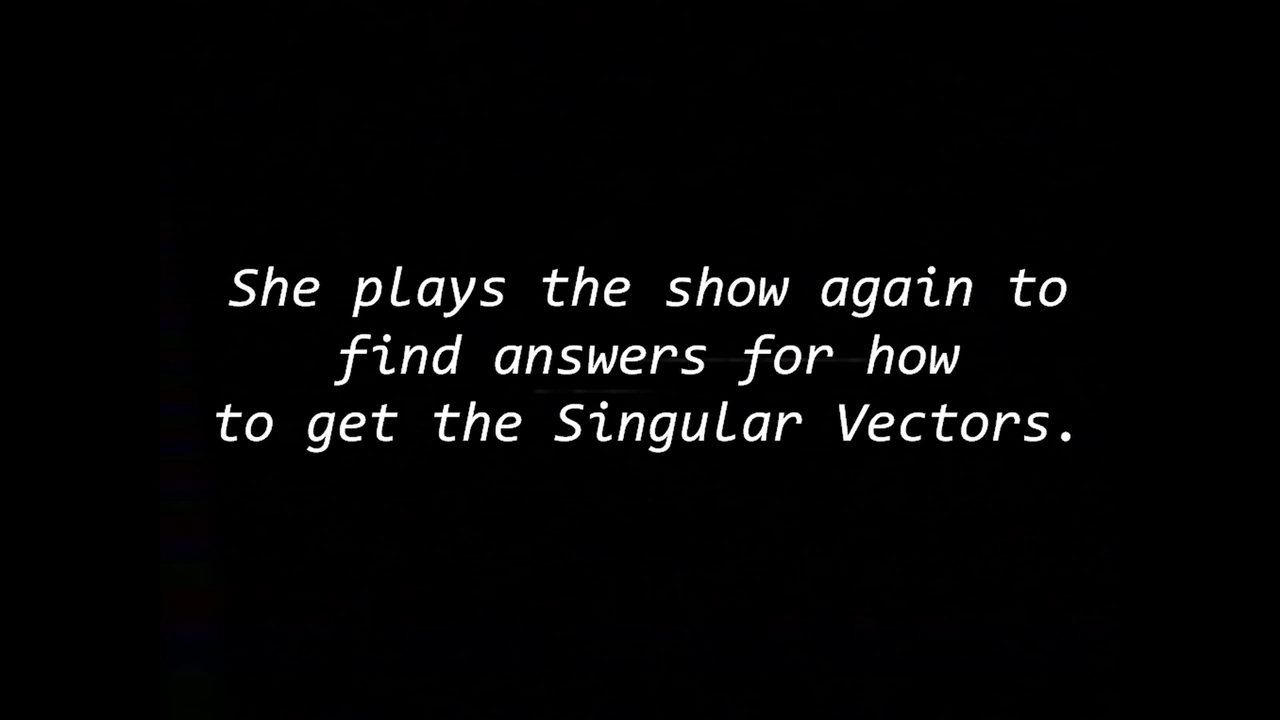 She plays the show again to
find answers for how
to get the Singular Vectors.